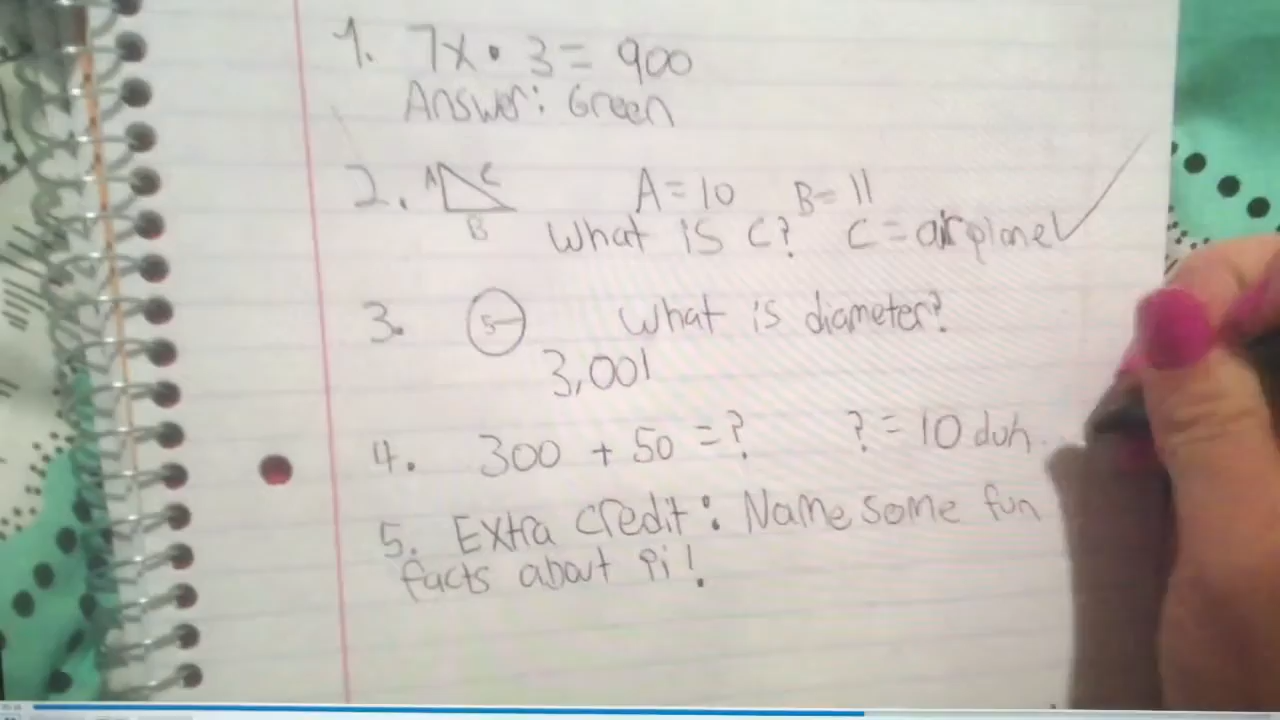 1. 7x · 3 = 900
Answer: Green
2. A C B A = 10 B = 11
What is C? C = airplane
3. 5 What is diameter?
3,001
4. 300 + 50 = ? ? = 10 duh
5. Extra credit: Name some fun
facts about Pi!